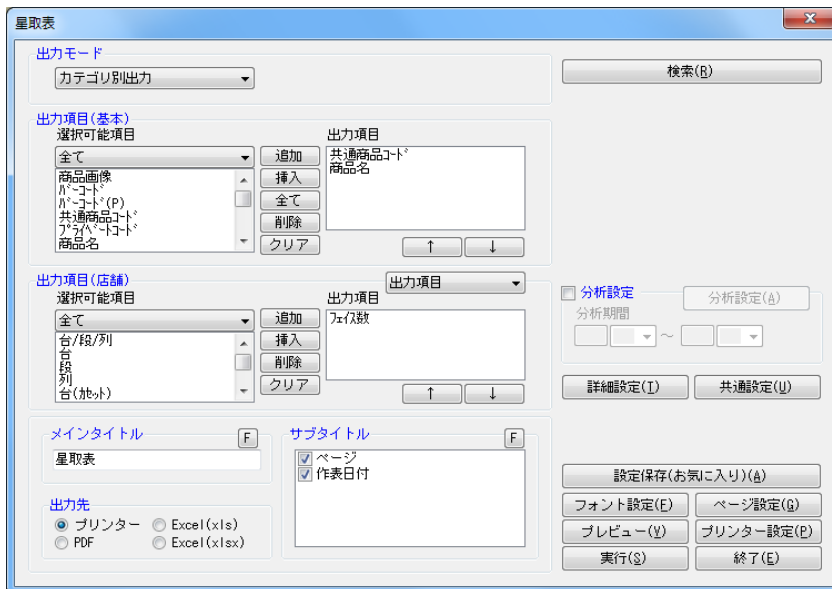 星取表
出力モード
カテゴリ別出力
検索(R)
出力項目(基本)
選択可能項目
出力項目
全て
商品画像
ﾊﾞｰｺｰﾄﾞ
ﾊﾞｰｺｰﾄﾞ(P)
共通商品ｺｰﾄﾞ
ﾌﾟﾗｲﾍﾞｰﾄｺｰﾄﾞ
商品名
追加
挿入
全て
削除
クリア
共通商品ｺｰﾄﾞ
商品名
↑ ↓
出力項目(店舗)
出力項目
選択可能項目
出力項目
全て
台/段/列
台
段
列
台(ｶｾｯﾄ)
追加
挿入
削除
クリア
ﾌｪｲｽ数
↑ ↓
分析設定
分析設定(A)
分析期間
～
詳細設定(T) 共通設定(U)
メインタイトル F
星取表
サブタイトル F
ページ
作表日付
出力先
プリンター Excel(xls)
PDF Excel(xlsx)
設定保存(お気に入り)(A)
フォント設定(F) ページ設定(G)
プレビュー(V) プリンター設定(P)
実行(S) 終了(E)